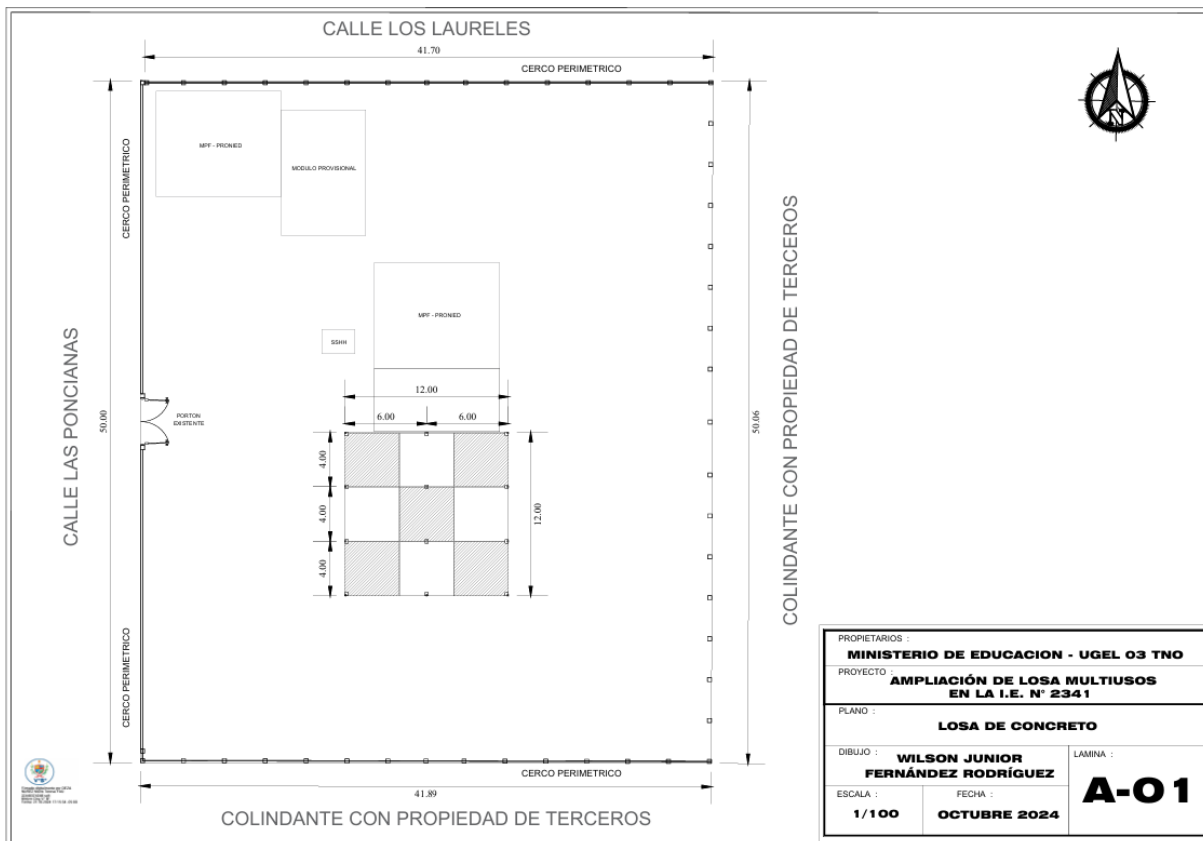 CALLE LOS LAURELES
41.70
CERCO PERIMETRICO
MPF - PRONIED
MODULO PROVISIONAL
CERCO PERIMETRICO
N
MPF - PRONIED
SSHH
CALLE LAS PONCIANAS
50.00
PORTON
EXISTENTE
12.00
6.00
6.00
4.00
4.00
4.00
12.00
50.06
COLINDANTE CON PROPIEDAD DE TERCEROS
CERCO PERIMETRICO
CERCO PERIMETRICO
41.89
COLINDANTE CON PROPIEDAD DE TERCEROS
PROPIETARIOS :
MINISTERIO DE EDUCACION - UGEL 03 TNO
PROYECTO :
AMPLIACIÓN DE LOSA MULTIUSOS
EN LA I.E. N° 2341
PLANO :
LOSA DE CONCRETO
DIBUJO :
WILSON JUNIOR
FERNÁNDEZ RODRÍGUEZ
LAMINA :
A-01
ESCALA :
1/100
FECHA :
OCTUBRE 2024